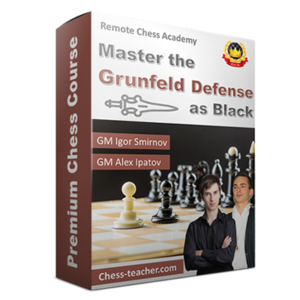 Premium Chess Course
Remote Chess Academy
Master the
Grunfeld Defense
as Black
GM Igor Smirnov
GM Alex Ipatov
Chess-teacher.com